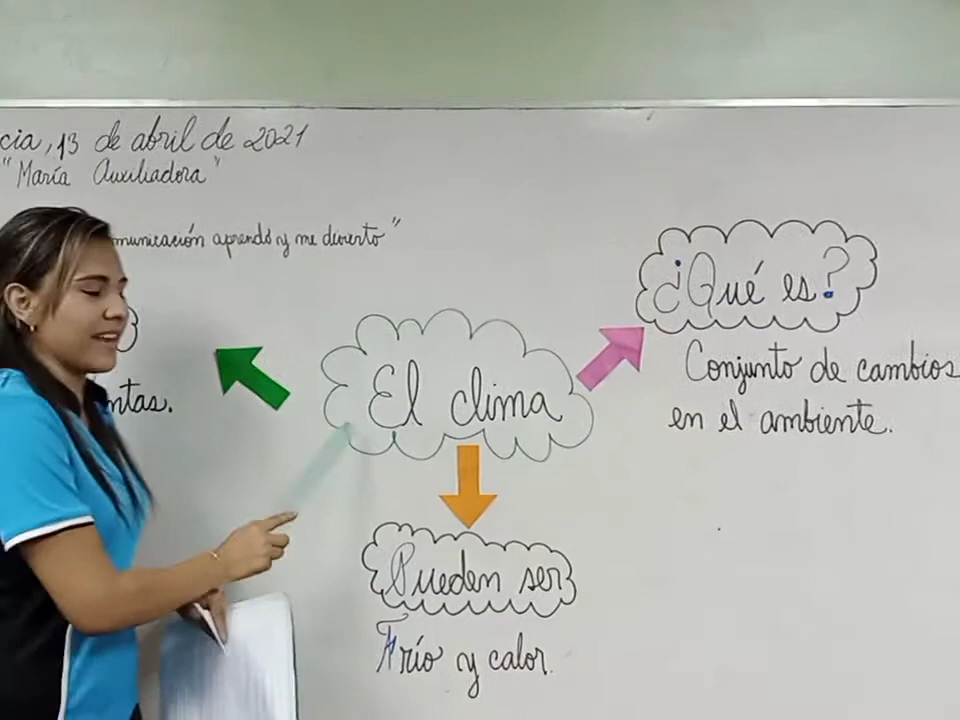 cia, 13 de abril de 2021
"María Auxiliadora"
municación aprendo y me divierto"
¿Qué es?
Conjunto de cambios
en el ambiente.
El clima
ntas.
Pueden ser
Frío y calor.